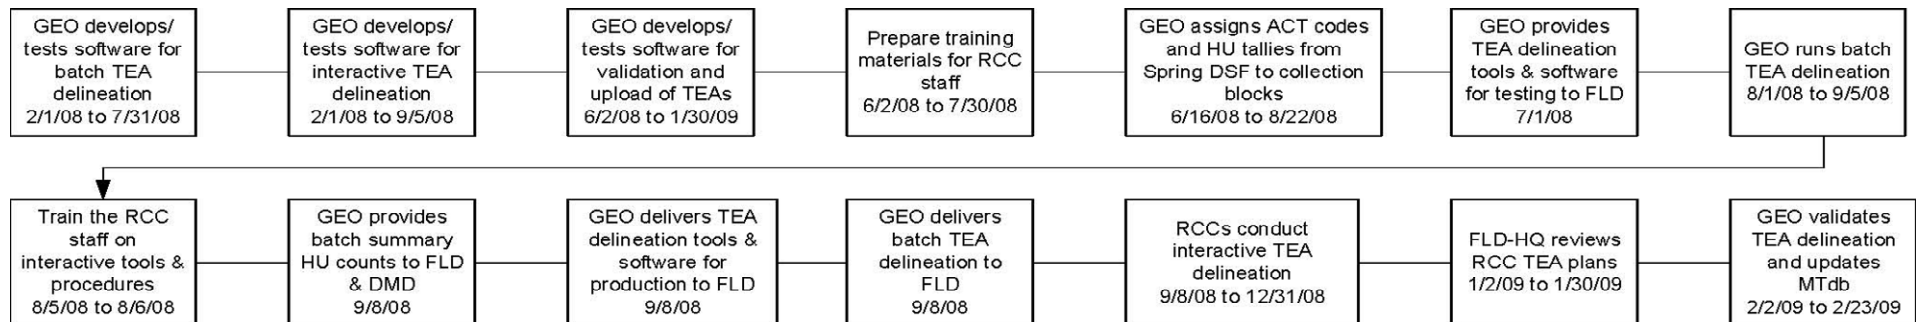 GEO develops/
tests software for
batch TEA
delineation
2/1/08 to 7/31/08
GEO develops/
tests software for
interactive TEA
delineation
2/1/08 to 9/5/08
GEO develops/
tests software for
validation and
upload of TEAs
6/2/08 to 1/30/09
Prepare training
materials for RCC
staff
6/2/08 to 7/30/08
GEO assigns ACT codes
and HU tallies from
Spring DSF to collection
blocks
6/16/08 to 8/22/08
GEO provides
TEA delineation
tools & software
for testing to FLD
7/1/08
GEO runs batch
TEA delineation
8/1/08 to 9/5/08
Train the RCC
staff on
interactive tools &
procedures
8/5/08 to 8/6/08
GEO provides
batch summary
HU counts to FLD
& DMD
9/8/08
GEO delivers TEA
delineation tools &
software for
production to FLD
9/8/08
GEO delivers
batch TEA
delineation to
FLD
9/8/08
RCCs conduct
interactive TEA
delineation
9/8/08 to 12/31/08
FLD-HQ reviews
RCC TEA plans
1/2/09 to 1/30/09
GEO validates
TEA delineation
and updates
MTdb
2/2/09 to 2/23/09